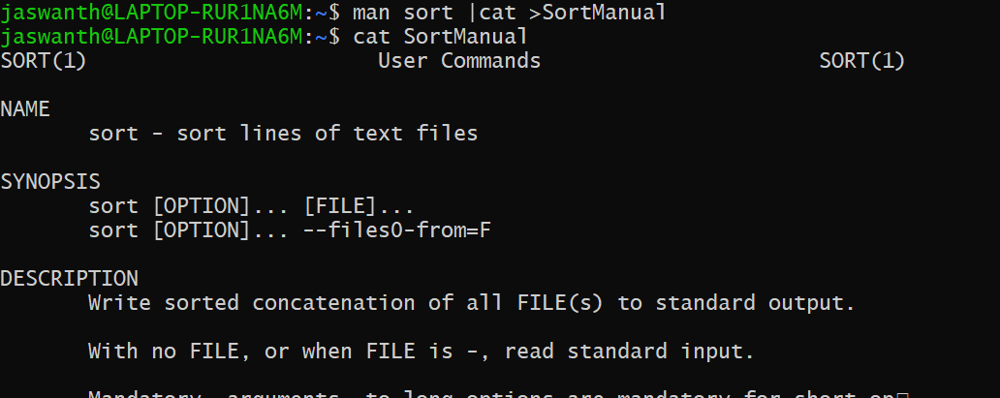 jaswanth@LAPTOP-RUR1NA6M:~$ man sort |cat >SortManual
jaswanth@LAPTOP-RUR1NA6M:~$ cat SortManual
SORT(1) User Commands SORT(1)
NAME
sort - sort lines of text files
SYNOPSIS
sort [OPTION]... [FILE]...
sort [OPTION]... --files0-from=F
DESCRIPTION
Write sorted concatenation of all FILE(s) to standard output.
With no FILE, or when FILE is -, read standard input.
Mandatory arguments to long options are mandatory for short op